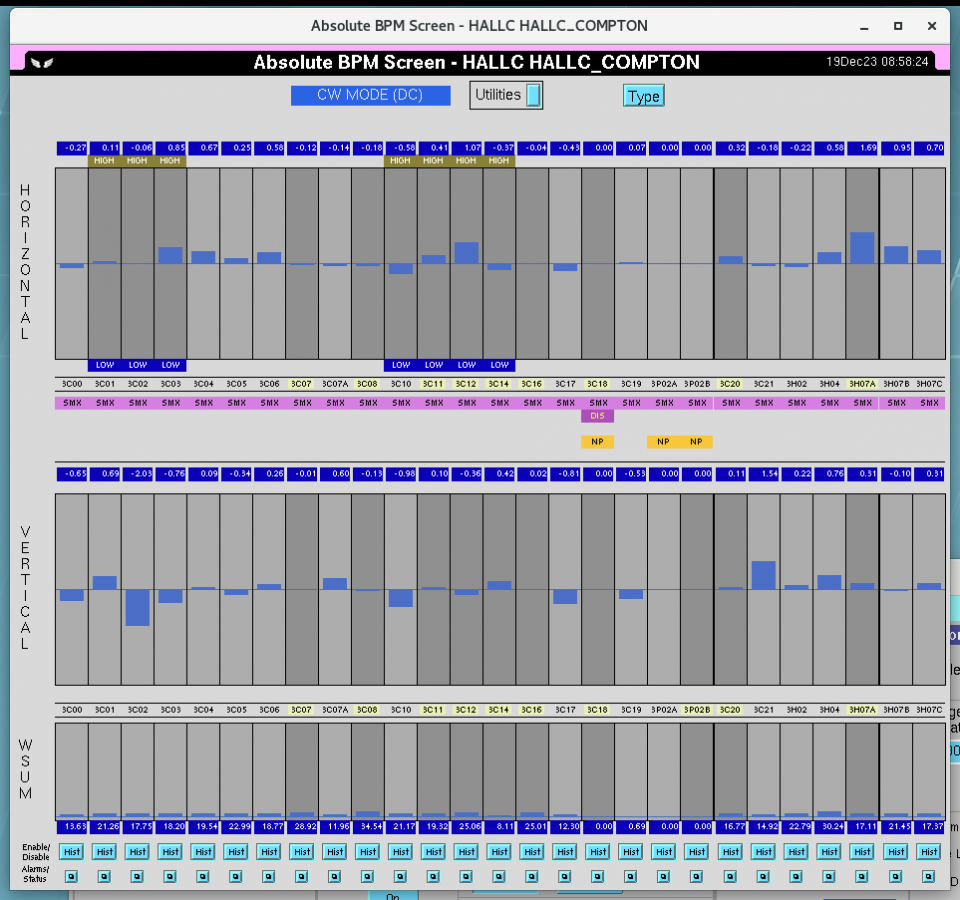 Absolute BPM Screen - HALLC HALLC_COMPTON
Absolute BPM Screen - HALLC HALLC_COMPTON
19Dec23 08:58:24
CW MODE (DC)
Utilities
Type
-0.27 0.11 -0.06 0.85 0.67 0.25 0.58 -0.12 -0.14 -0.18 -0.58 0.41 1.07 -0.37 -0.04 -0.43 0.00 0.07 0.00 0.00 0.32 -0.18 -0.22 0.58 1.69 0.95 0.70
HIGH HIGH HIGH HIGH HIGH HIGH HIGH
HORIZONTAL
LOW LOW LOW LOW LOW LOW LOW
3C00 3C01 3C02 3C03 3C04 3C05 3C06 3C07 3C07A 3C08 3C10 3C11 3C12 3C14 3C16 3C17 3C18 3C19 3P02A 3P02B 3C20 3C21 3H02 3H04 3H07A 3H07B 3H07C
SMX SMX SMX SMX SMX SMX SMX SMX SMX SMX SMX SMX SMX SMX SMX SMX SMX SMX SMX SMX SMX SMX SMX SMX SMX SMX SMX
DIS
NP NP NP
-0.65 0.69 -2.03 -0.76 0.09 -0.34 0.26 -0.01 0.60 -0.13 -0.98 0.10 -0.36 0.42 0.02 -0.81 0.00 -0.53 0.00 0.00 0.11 1.54 0.22 0.76 0.31 -0.10 0.31
VERTICAL
3C00 3C01 3C02 3C03 3C04 3C05 3C06 3C07 3C07A 3C08 3C10 3C11 3C12 3C14 3C16 3C17 3C18 3C19 3P02A 3P02B 3C20 3C21 3H02 3H04 3H07A 3H07B 3H07C
WSUM
13.63 21.26 17.75 18.20 19.54 22.99 18.77 28.92 11.96 34.54 21.17 19.32 25.06 8.11 25.01 12.30 0.00 0.69 0.00 0.00 16.77 14.92 22.79 30.24 17.11 21.45 17.37
Enable/
Disable
Hist Hist Hist Hist Hist Hist Hist Hist Hist Hist Hist Hist Hist Hist Hist Hist Hist Hist Hist Hist Hist Hist Hist Hist Hist Hist Hist
Alarms/
Status